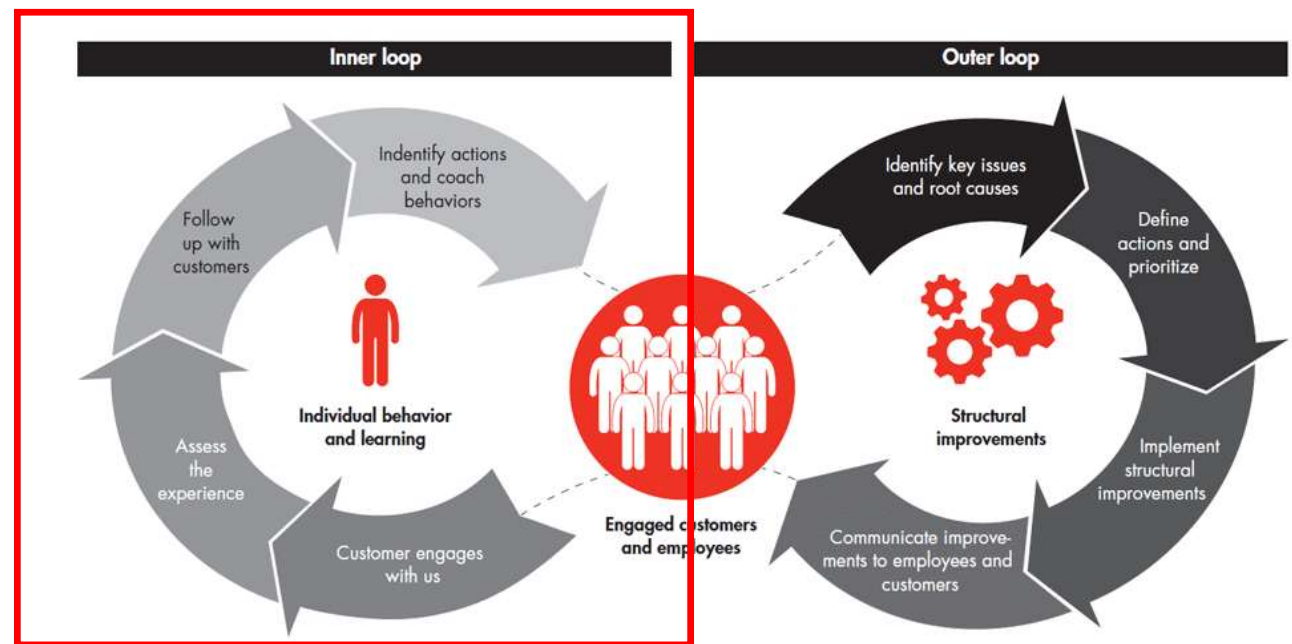 Inner loop
Outer loop
Indentify actions
and coach
behaviors
Follow
up with
customers
Individual behavior
and learning
Assess
the
experience
Customer engages
with us
Engaged customers
and employees
Identify key issues
and root causes
Define
actions and
prioritize
Structural
improvements
Implement
structural
improvements
Communicate improve-
ments to employees and
customers